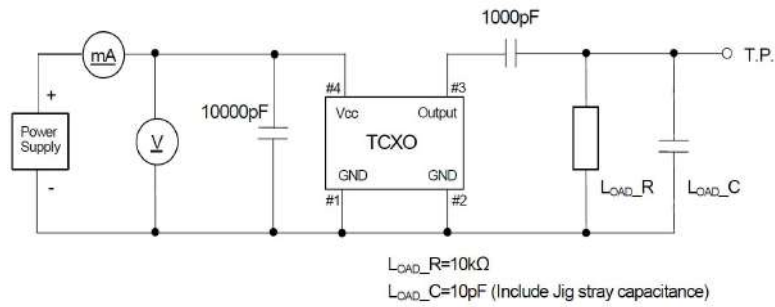 1000pF
mA
T.P.
+
#4
#3
10000pF
Vcc
Output
Power
Supply
V
TCXO
GND
GND
-
#1
#2
LOAD_R
LOAD_C
LOAD_R=10kΩ
LOAD_C=10pF (Include Jig stray capacitance)